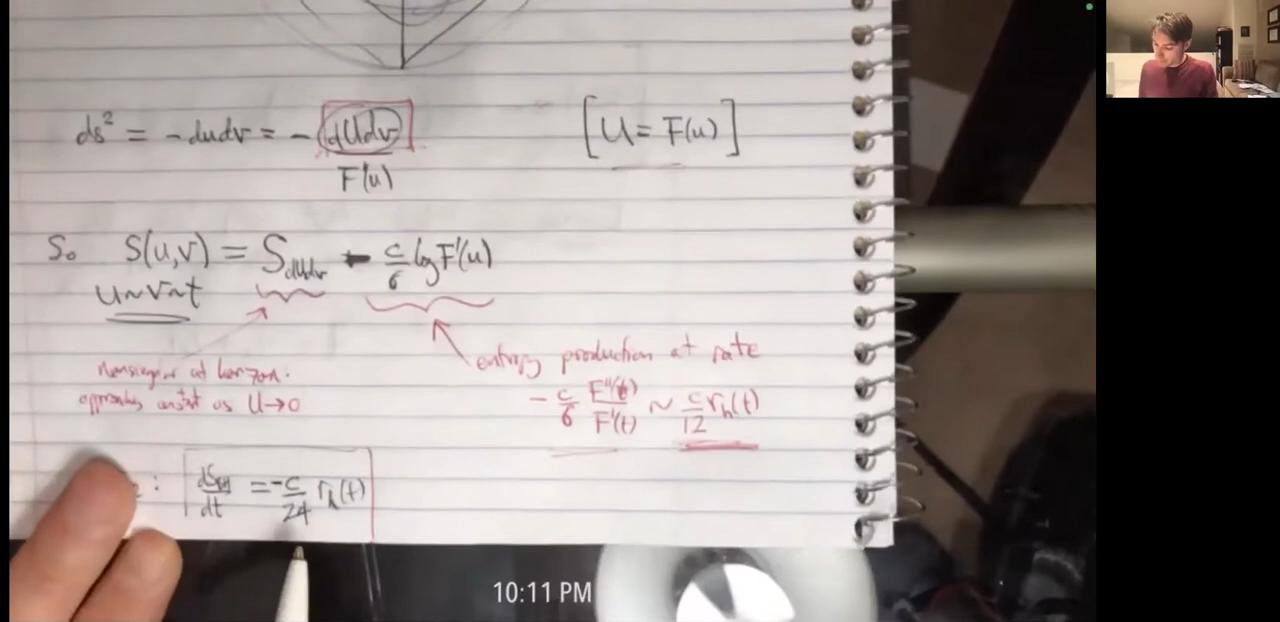 ds² = - dudv = - dUdv / F'(u)
[U = F(u)]
So S(u,v) = S_dUdv - c/6 log F'(u)
u~v~t
entropy production at rate
nonsingular at horizon.
approaches const as U→0
- c/6 F''(t)/F'(t) ~ c/12 r_h(t)
: dS/dt = -c/24 r_h(t)
10:11 PM